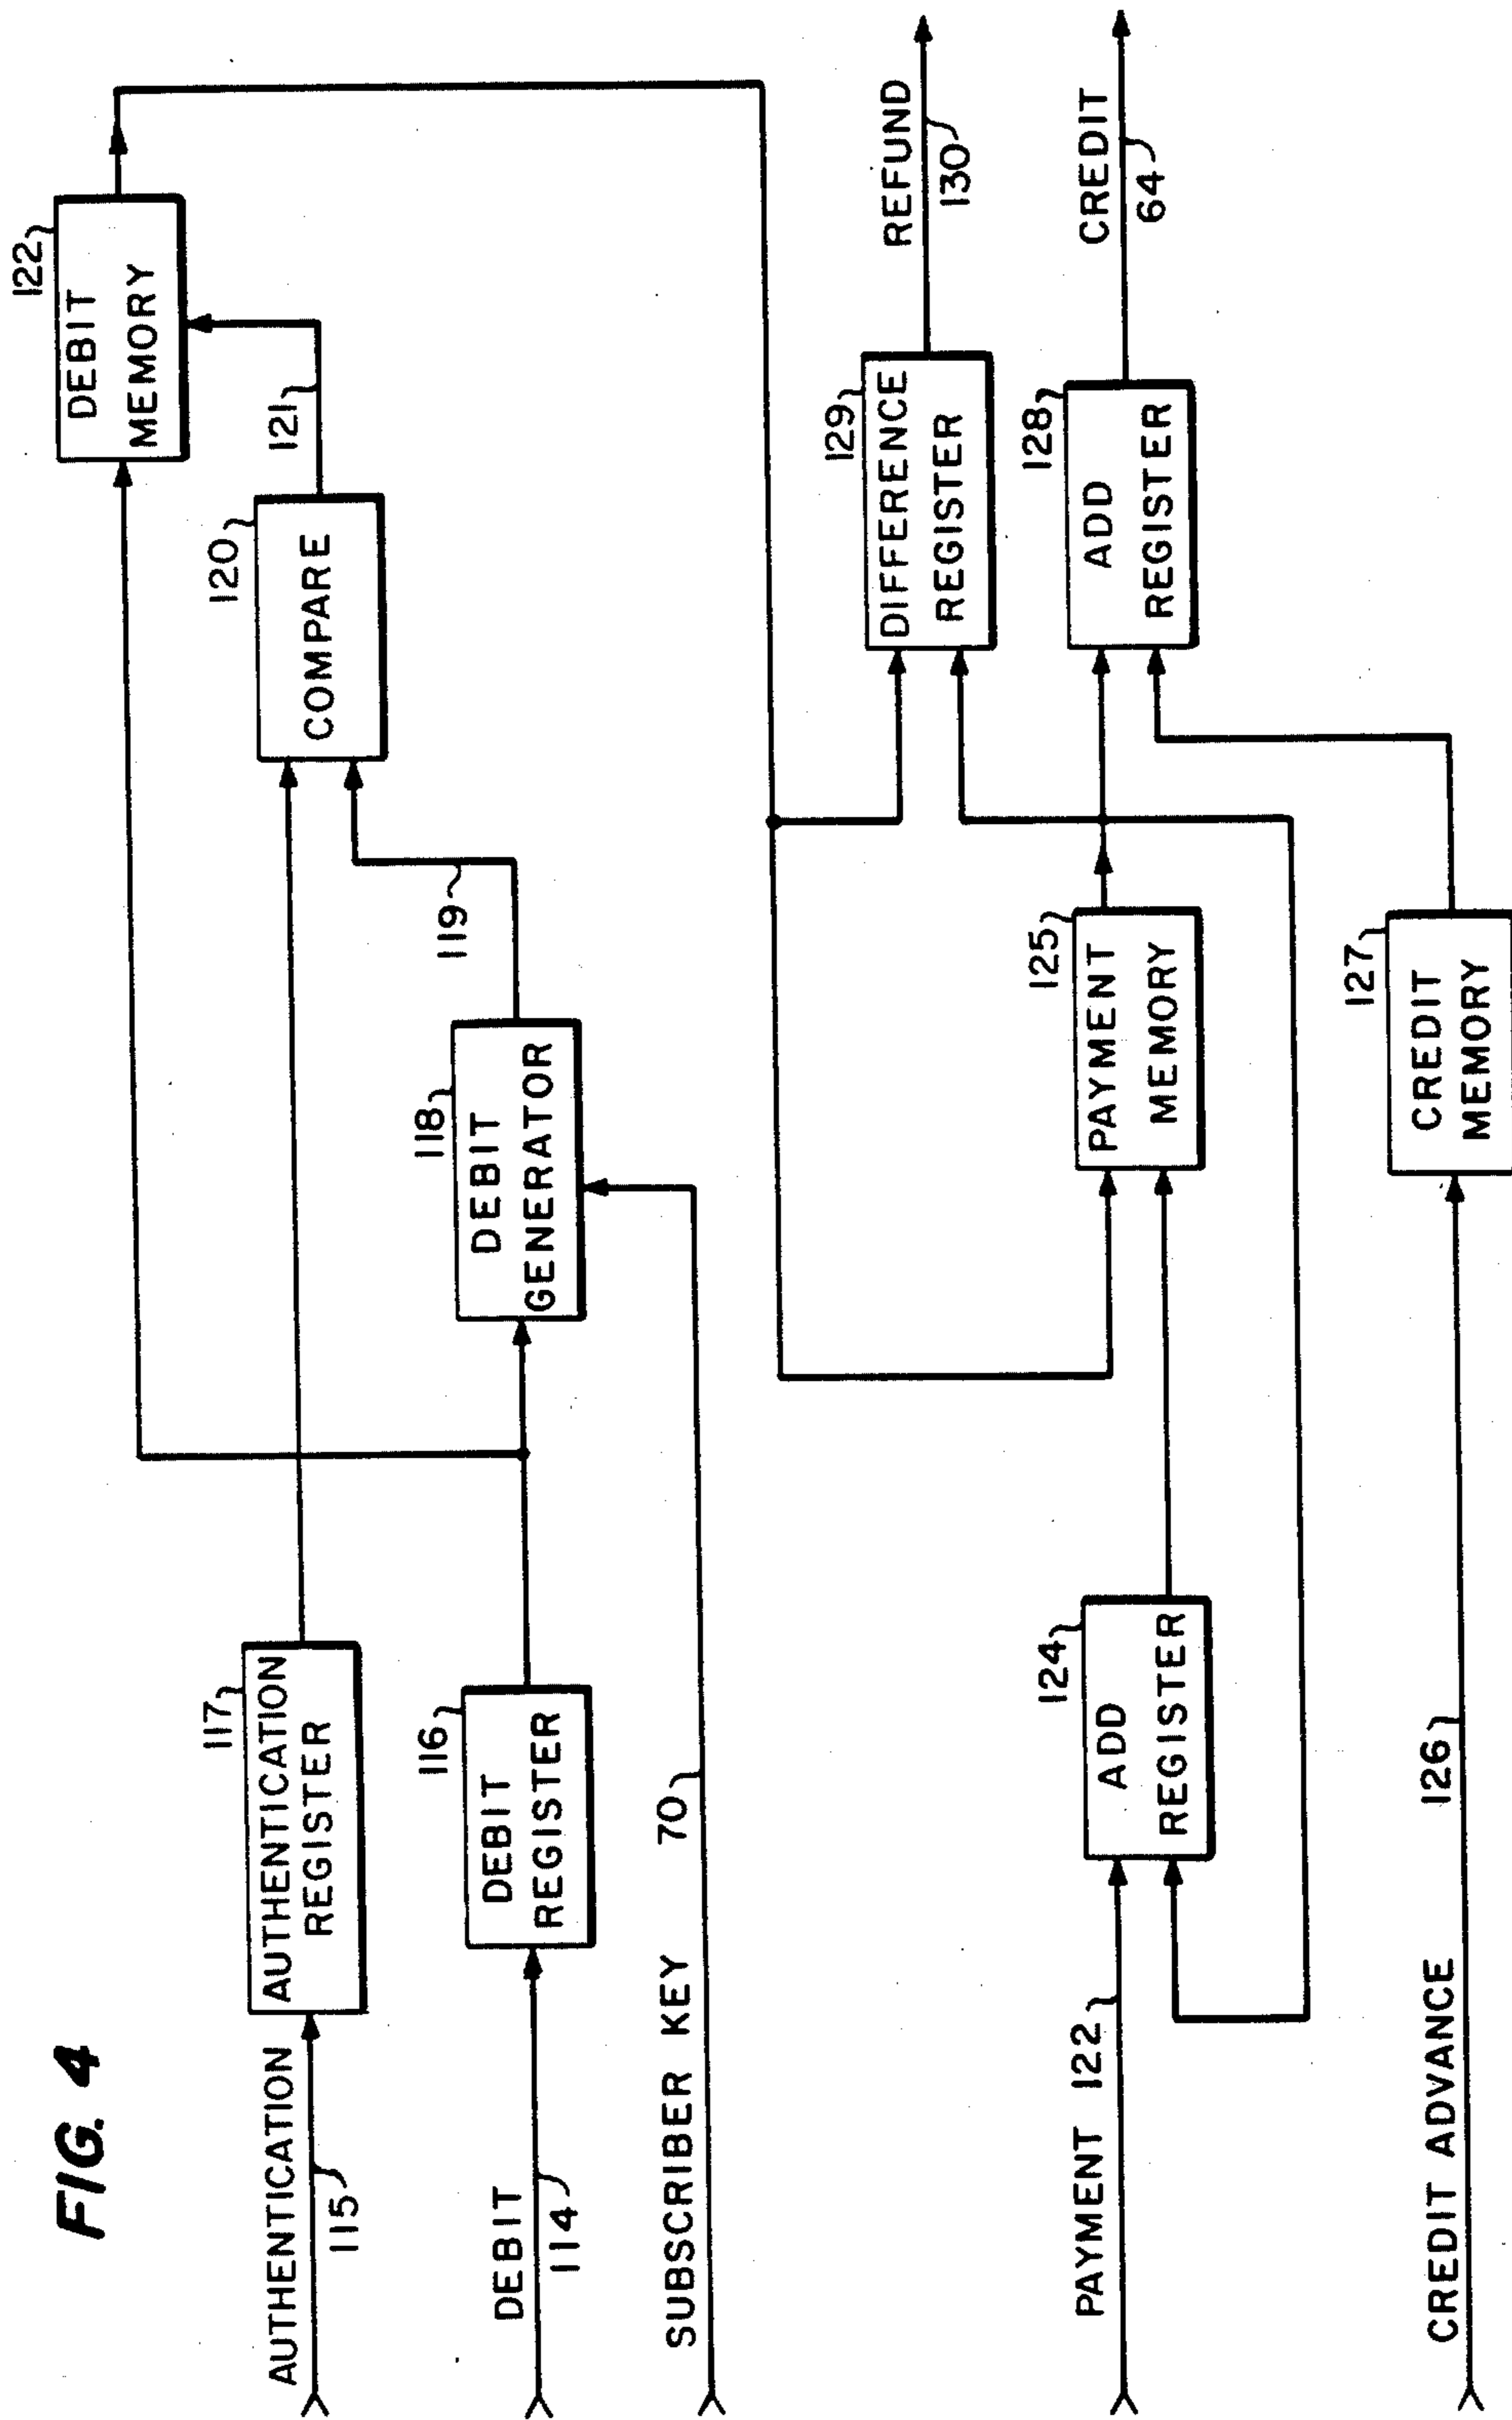 FIG. 4
AUTHENTICATION
115
117
AUTHENTICATION
REGISTER
120
COMPARE
121
122
DEBIT
MEMORY
DEBIT
114
116
DEBIT
REGISTER
118
DEBIT
GENERATOR
119
SUBSCRIBER KEY 70
PAYMENT 122
124
ADD
REGISTER
125
PAYMENT
MEMORY
129
DIFFERENCE
REGISTER
REFUND
130
128
ADD
REGISTER
CREDIT
64
CREDIT ADVANCE 126
127
CREDIT
MEMORY